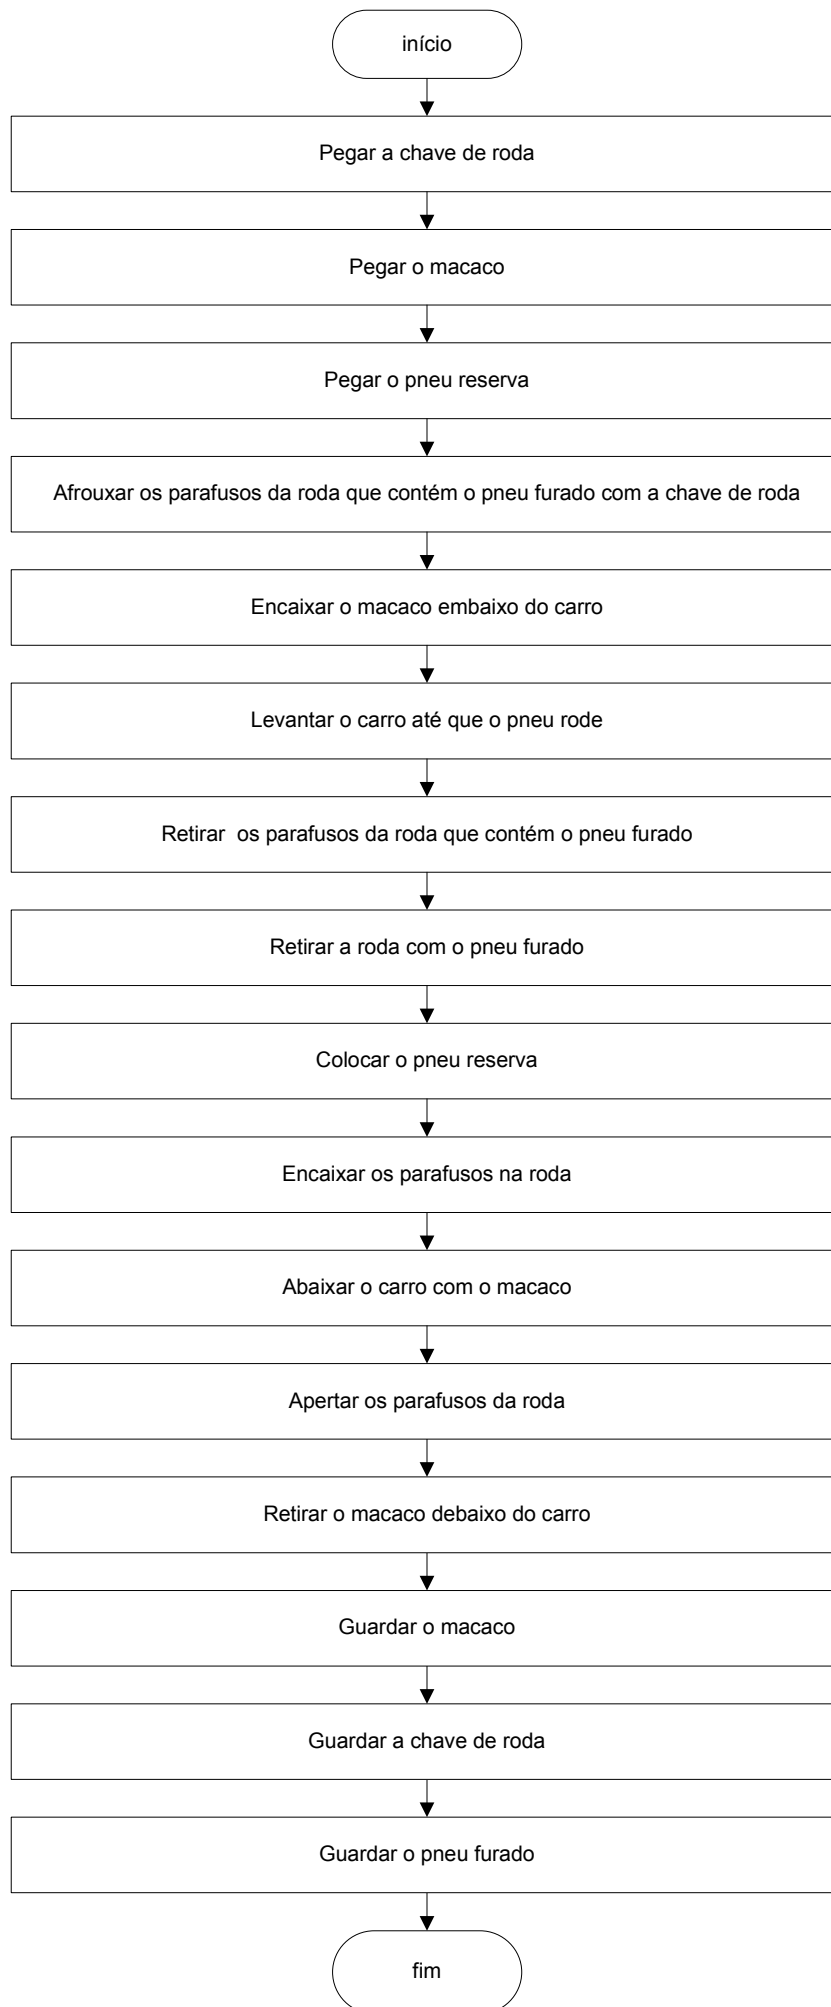 início
Pegar a chave de roda
Pegar o macaco
Pegar o pneu reserva
Afrouxar os parafusos da roda que contém o pneu furado com a chave de roda
Encaixar o macaco embaixo do carro
Levantar o carro até que o pneu rode
Retirar  os parafusos da roda que contém o pneu furado
Retirar a roda com o pneu furado
Colocar o pneu reserva
Encaixar os parafusos na roda
Abaixar o carro com o macaco
Apertar os parafusos da roda
Retirar o macaco debaixo do carro
Guardar o macaco
Guardar a chave de roda
Guardar o pneu furado
fim